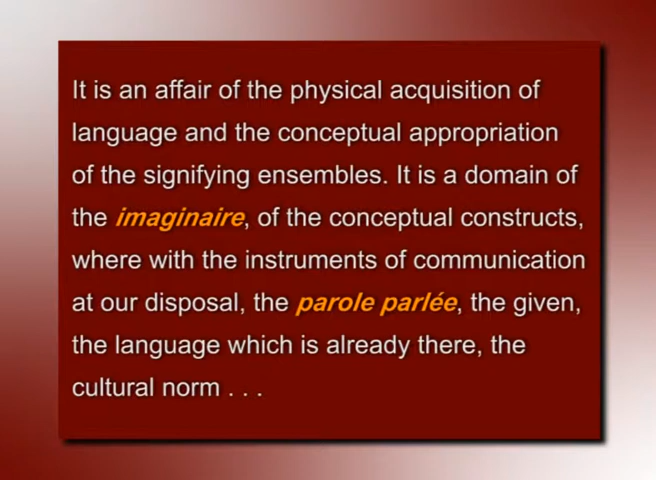 It is an affair of the physical acquisition of
language and the conceptual appropriation
of the signifying ensembles. It is a domain of
the imaginaire, of the conceptual constructs,
where with the instruments of communication
at our disposal, the parole parlée, the given,
the language which is already there, the
cultural norm . . .